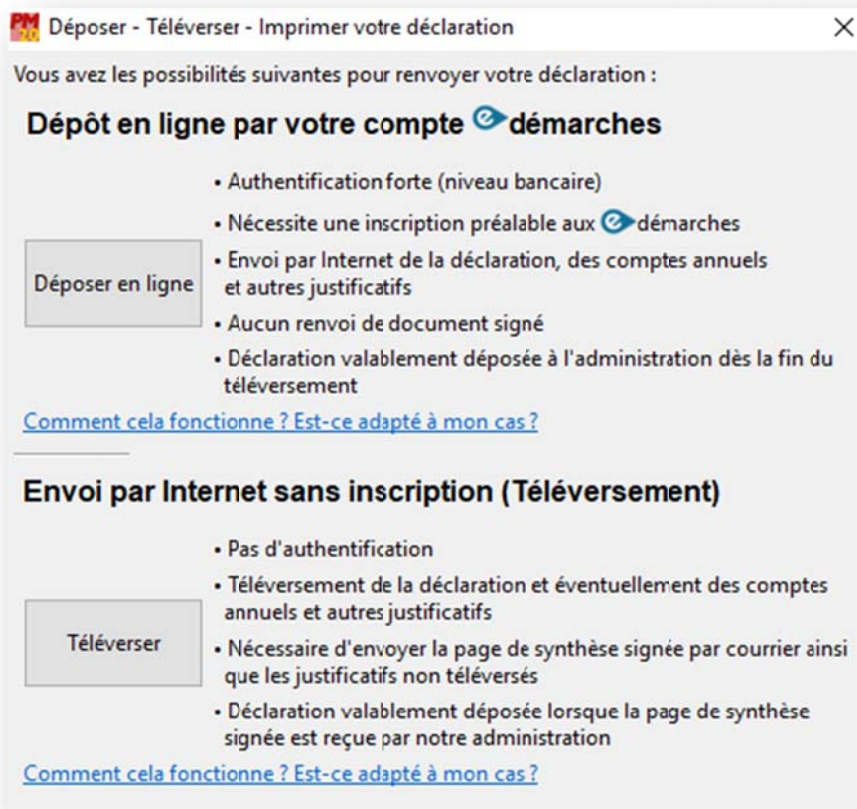 PM 20 Déposer - Téléverser - Imprimer votre déclaration
Vous avez les possibilités suivantes pour renvoyer votre déclaration :
Dépôt en ligne par votre compte e démarches
• Authentification forte (niveau bancaire)
• Nécessite une inscription préalable aux e démarches
Déposer en ligne
• Envoi par Internet de la déclaration, des comptes annuels
et autres justificatifs
• Aucun renvoi de document signé
• Déclaration valablement déposée à l'administration dès la fin du
téléversement
Comment cela fonctionne ? Est-ce adapté à mon cas ?
Envoi par Internet sans inscription (Téléversement)
• Pas d'authentification
• Téléversement de la déclaration et éventuellement des comptes
annuels et autres justificatifs
Téléverser
• Nécessaire d'envoyer la page de synthèse signée par courrier ainsi
que les justificatifs non téléversés
• Déclaration valablement déposée lorsque la page de synthèse
signée est reçue par notre administration
Comment cela fonctionne ? Est-ce adapté à mon cas ?